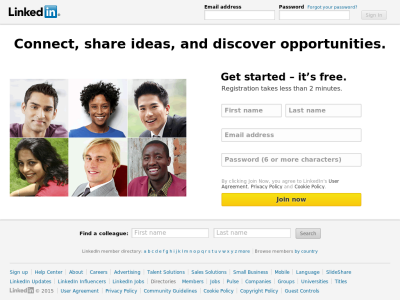 LinkedIn®
Email address Password Forgot your password?
Sign In
Connect, share ideas, and discover opportunities.
Get started – it's free.
Registration takes less than 2 minutes.
First name Last name
Email address
Password (6 or more characters)
By clicking Join Now, you agree to LinkedIn's User
Agreement, Privacy Policy and Cookie Policy.
Join now
Find a colleague: First name Last name Search
LinkedIn member directory: a b c d e f g h i j k l m n o p q r s t u v w x y z more Browse members by country
Sign up Help Center About Careers Advertising Talent Solutions Sales Solutions Small Business Mobile Language SlideShare
LinkedIn Updates LinkedIn Influencers LinkedIn Jobs Directories Members Jobs Pulse Companies Groups Universities Titles
LinkedIn © 2015 User Agreement Privacy Policy Community Guidelines Cookie Policy Copyright Policy Guest Controls